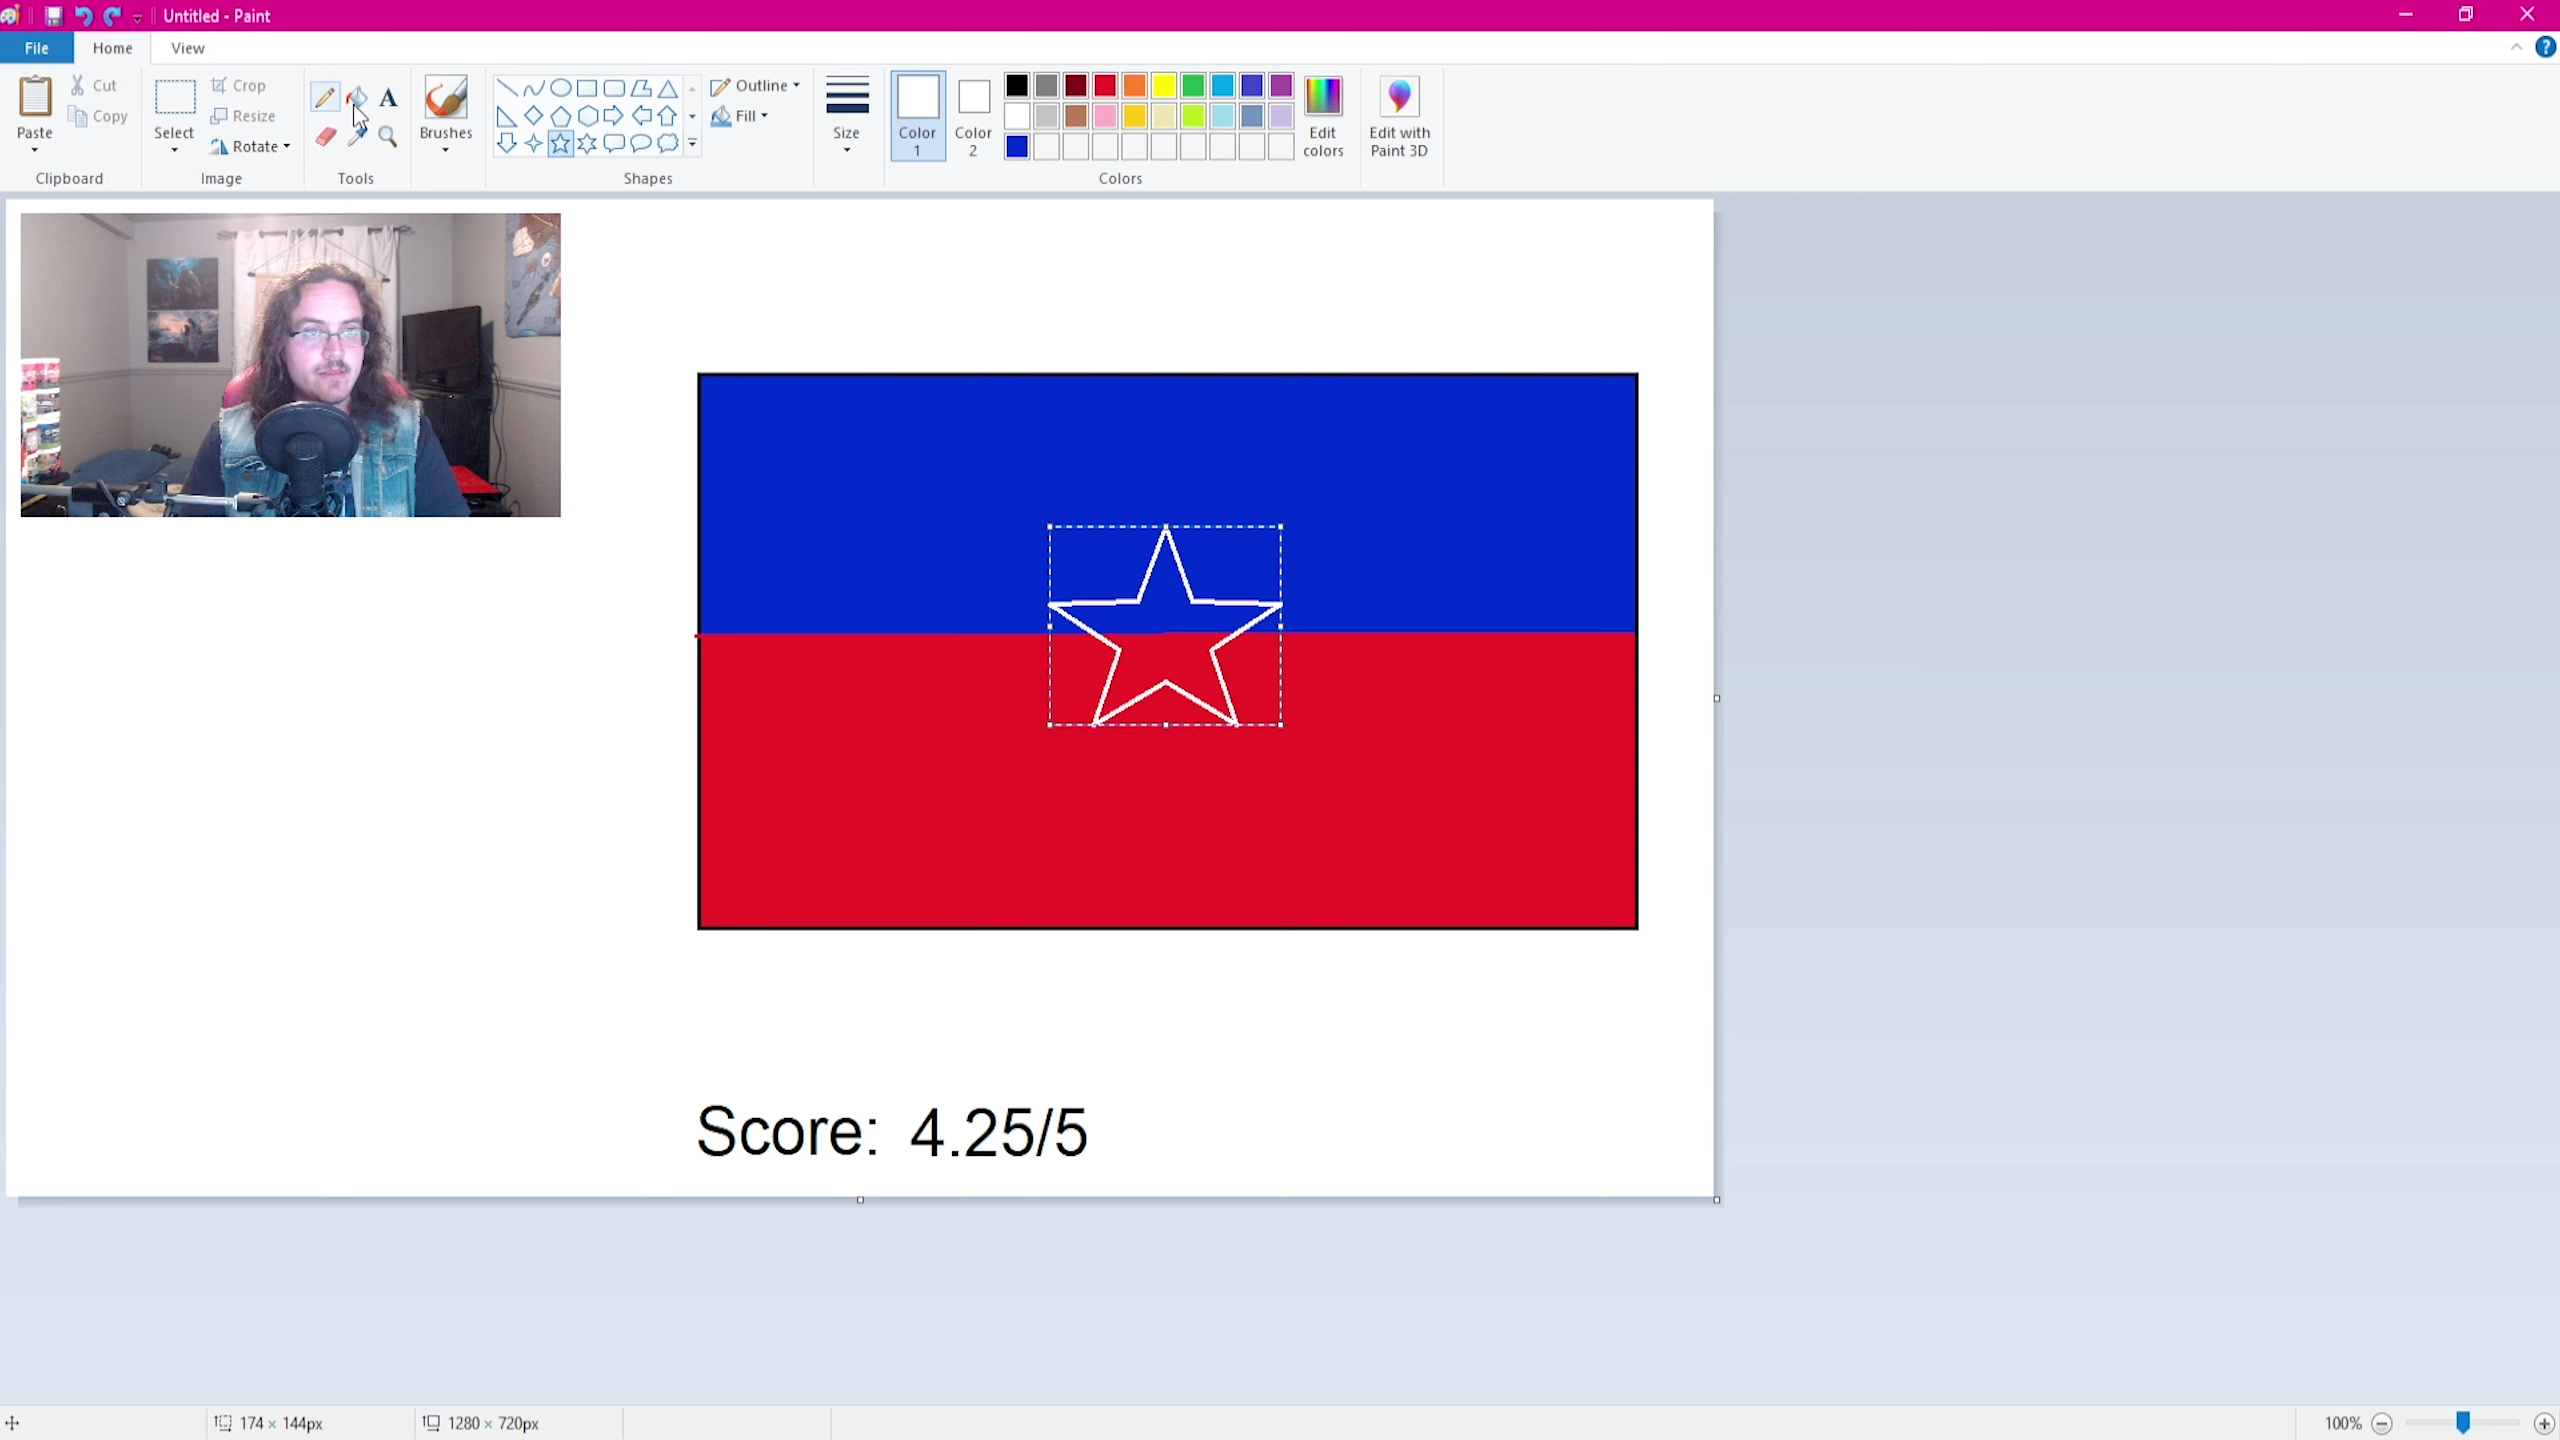 Untitled - Paint
File Home View
Paste
Cut
Copy
Clipboard
Select
Crop
Resize
Rotate
Image
A
Tools
Brushes
Shapes
Outline
Fill
Size
Color 1
Color 2
Colors
Edit colors
Edit with Paint 3D
Score: 4.25/5
174 × 144px
1280 × 720px
100%